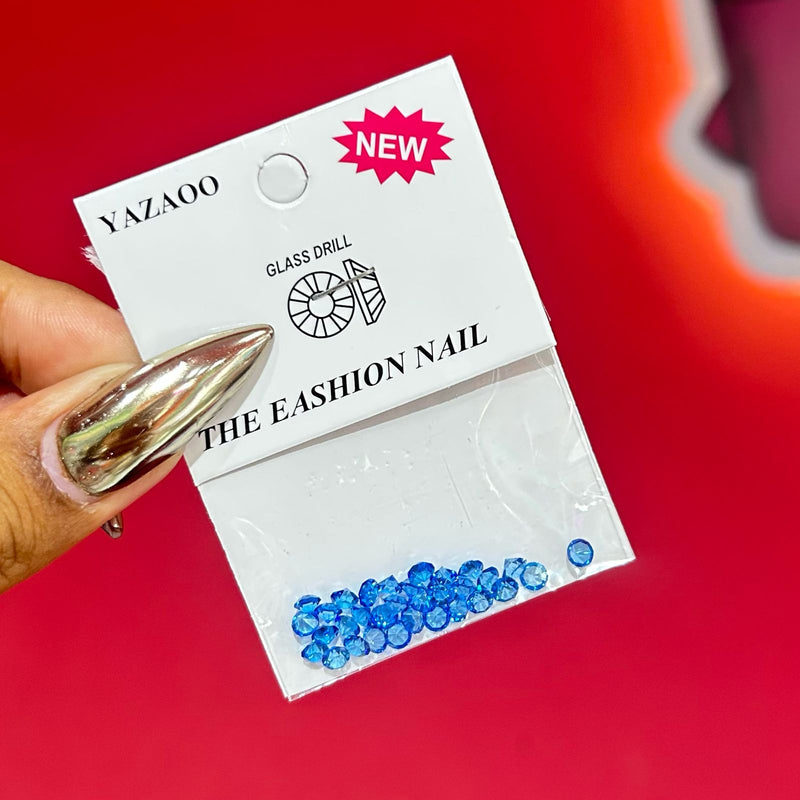 YAZAOO
NEW
GLASS DRILL
THE EASHION NAIL